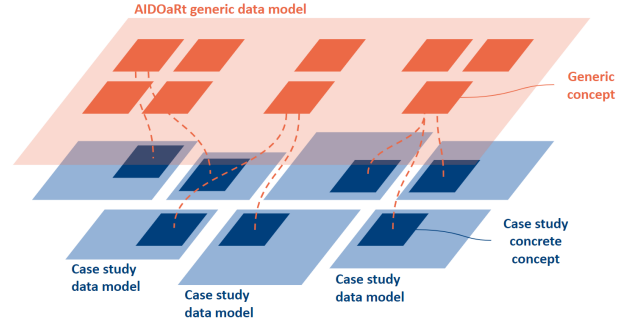 AIDOaRt generic data model
Generic
concept
Case study
concrete
concept
Case study
data model
Case study
data model
Case study
data model